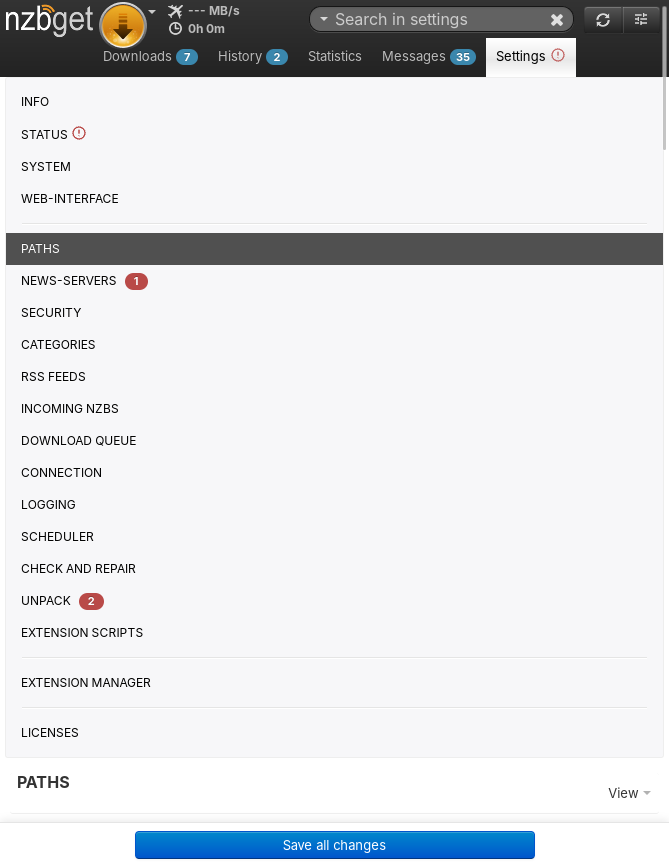 nzbget
--- MB/s
0h 0m
Search in settings
Downloads 7 History 2 Statistics Messages 35 Settings
INFO
STATUS
SYSTEM
WEB-INTERFACE
PATHS
NEWS-SERVERS 1
SECURITY
CATEGORIES
RSS FEEDS
INCOMING NZBS
DOWNLOAD QUEUE
CONNECTION
LOGGING
SCHEDULER
CHECK AND REPAIR
UNPACK 2
EXTENSION SCRIPTS
EXTENSION MANAGER
LICENSES
PATHS
View
Save all changes